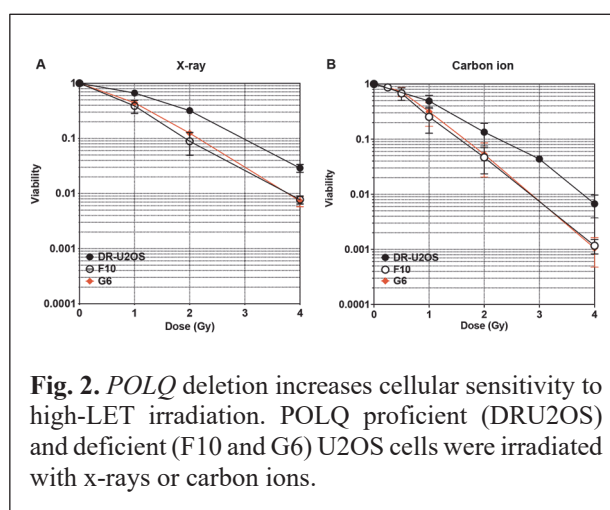 A
X-ray
B
Carbon ion
1
0.1
0.01
0.001
0.0001
Viability
DR-U2OS
F10
G6
0
1
2
3
4
Dose (Gy)
1
0.1
0.01
0.001
0.0001
Viability
DR-U2OS
F10
G6
0
1
2
3
4
Dose (Gy)
Fig. 2. POLQ deletion increases cellular sensitivity to
high-LET irradiation. POLQ proficient (DRU2OS)
and deficient (F10 and G6) U2OS cells were irradiated
with x-rays or carbon ions.